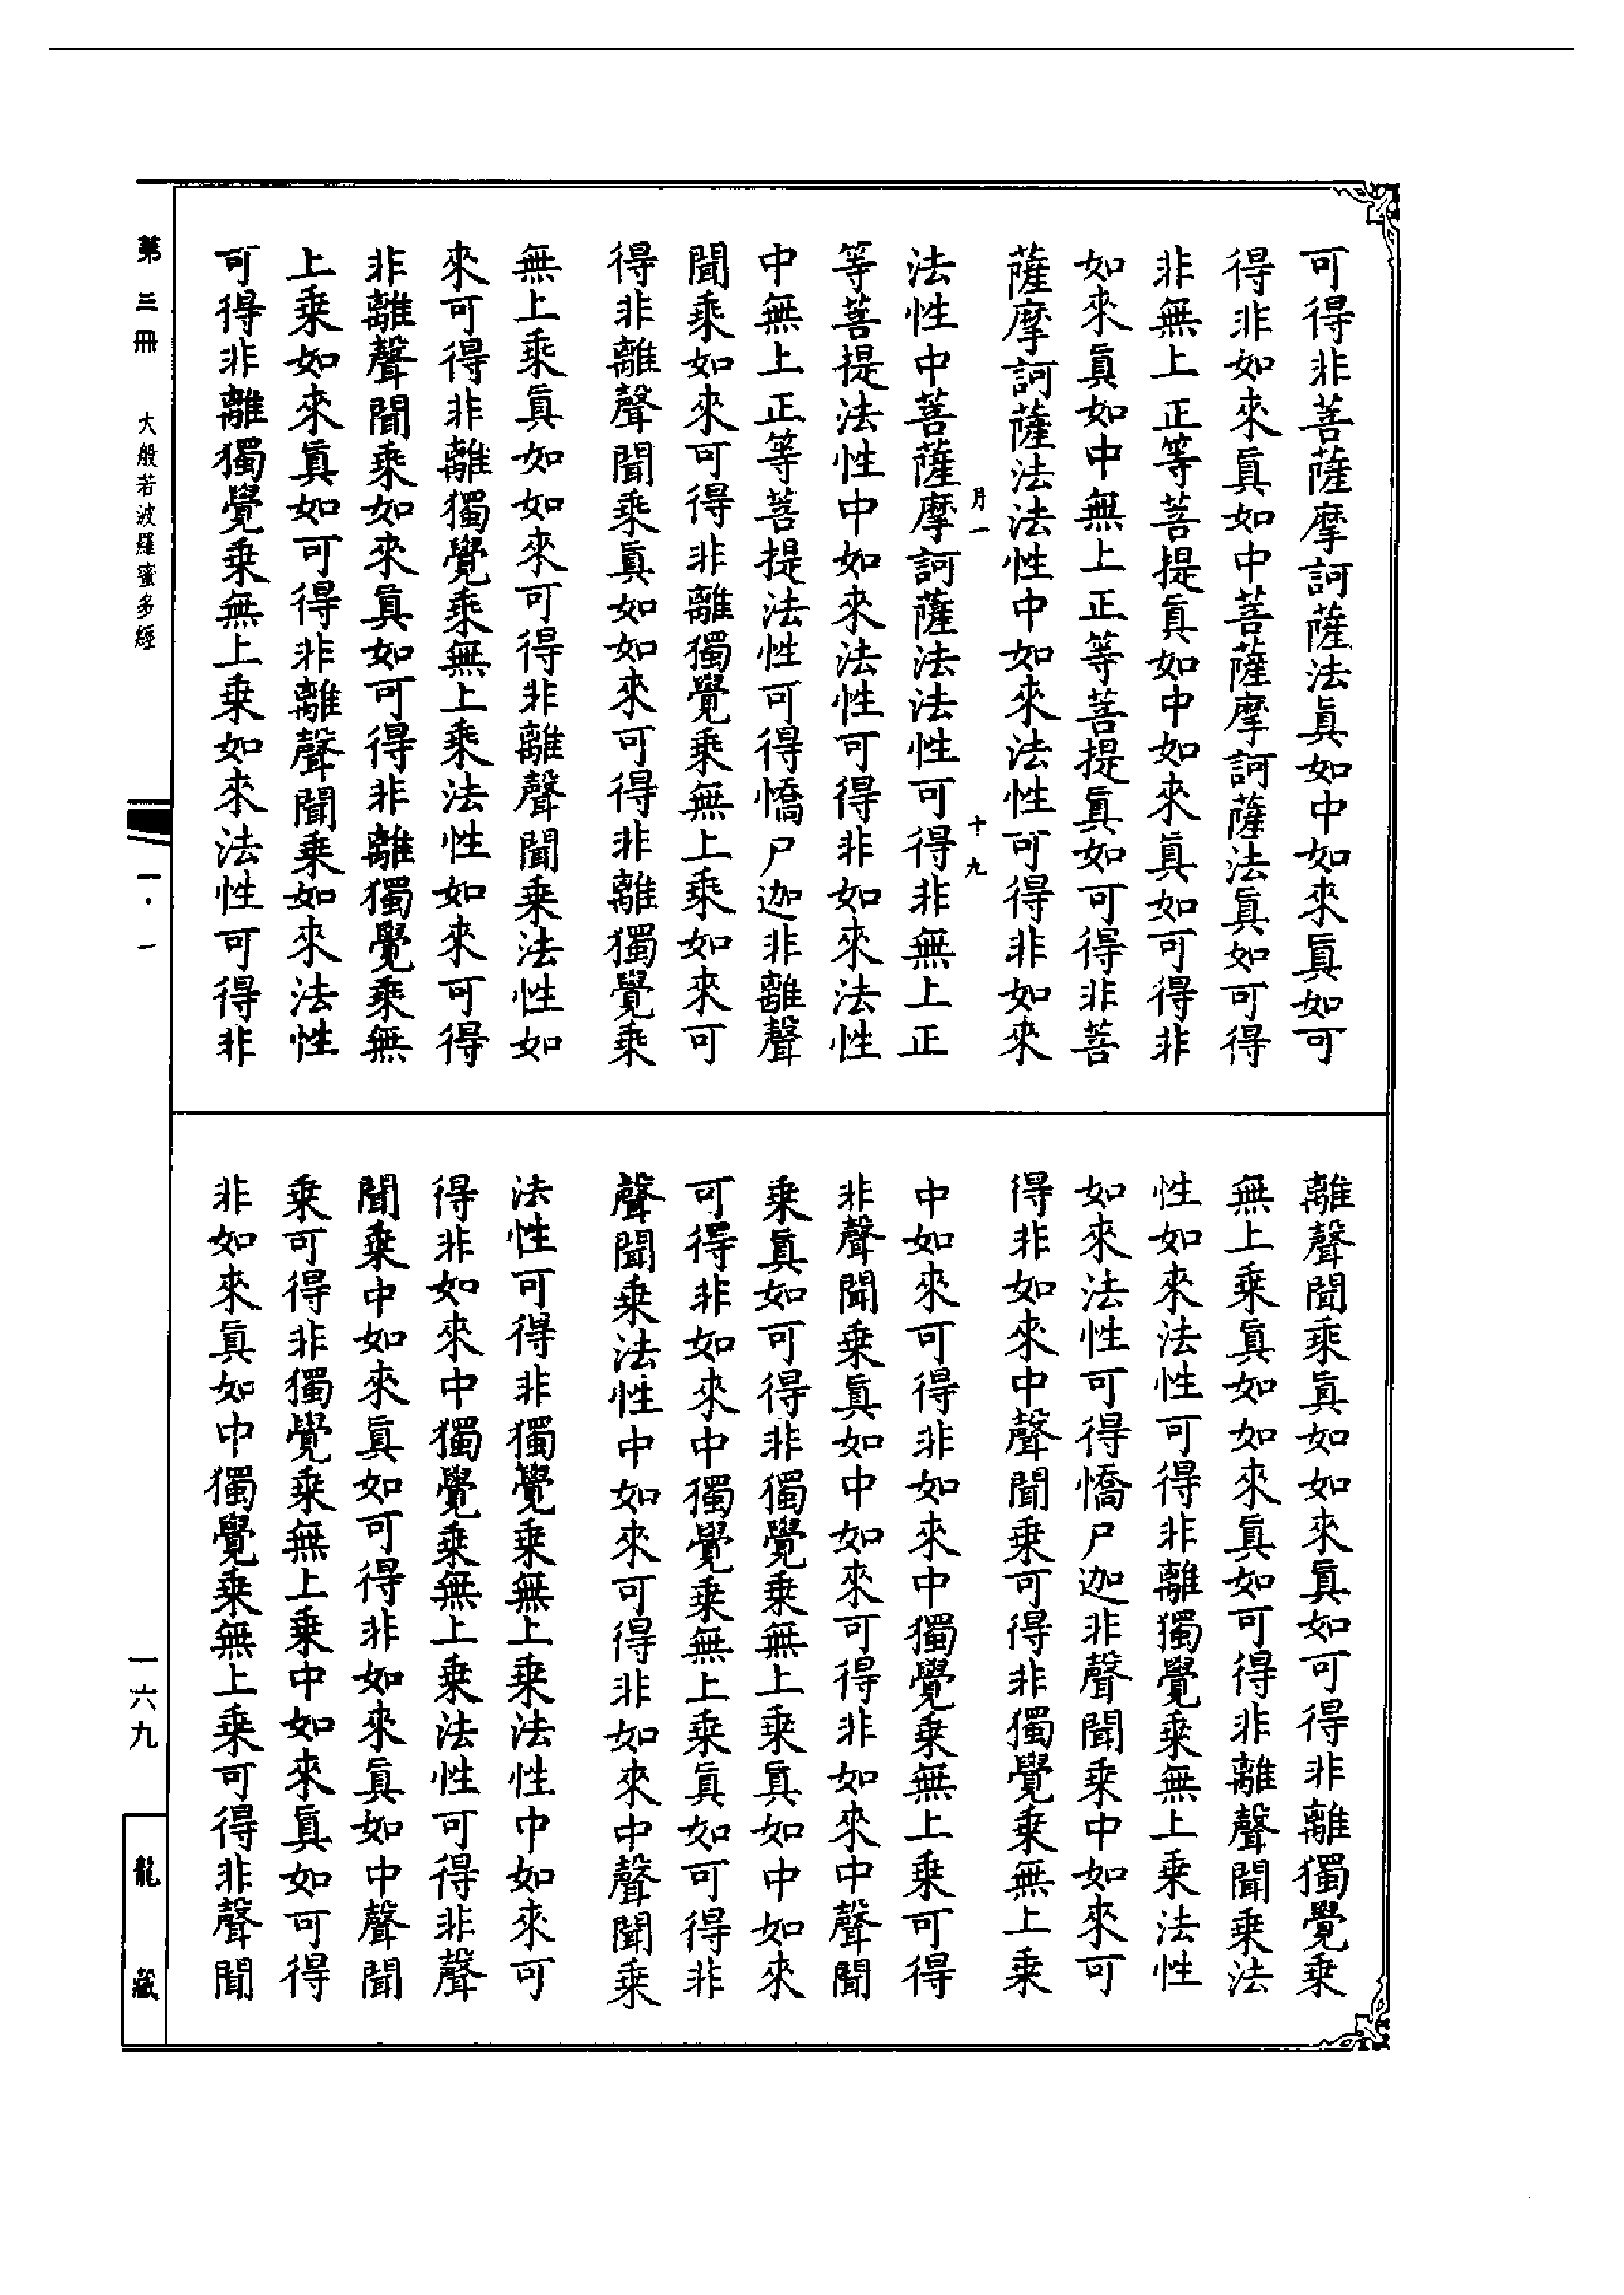 可得非菩薩摩訶薩法眞如中如來眞如可
得非如來眞如中菩薩摩訶薩法眞如可得
非無上正等菩提眞如中如來眞如可得非
如來眞如中無上正等菩提眞如可得非菩
薩摩訶薩法法性中如來法性可得非如來
月一 十九
法性中菩薩摩訶薩法法性可得非無上正
等菩提法性中如來法性可得非如來法性
中無上正等菩提法性可得憍尸迦非離聲
聞乘如來可得非離獨覺乘無上乘如來可
得非離聲聞乘眞如如來可得非離獨覺乘
無上乘眞如如來可得非離聲聞乘法性如
來可得非離獨覺乘無上乘法性如來可得
非離聲聞乘如來眞如可得非離獨覺乘無
上乘如來眞如可得非離聲聞乘如來法性
可得非離獨覺乘無上乘如來法性可得非
離聲聞乘眞如如來眞如可得非離獨覺乘
無上乘眞如如來眞如可得非離聲聞乘法
性如來法性可得非離獨覺乘無上乘法性
如來法性可得憍尸迦非聲聞乘中如來可
得非如來中聲聞乘可得非獨覺乘無上乘
中如來可得非如來中獨覺乘無上乘可得
非聲聞乘眞如中如來可得非如來中聲聞
乘眞如可得非獨覺乘無上乘眞如中如來
可得非如來中獨覺乘無上乘眞如可得非
聲聞乘法性中如來可得非如來中聲聞乘
法性可得非獨覺乘無上乘法性中如來可
得非如來中獨覺乘無上乘法性可得非聲
聞乘中如來眞如可得非如來眞如中聲聞
乘可得非獨覺乘無上乘中如來眞如可得
非如來眞如中獨覺乘無上乘可得非聲聞
第三冊 大般若波羅蜜多經 一·一 一六九 龍藏